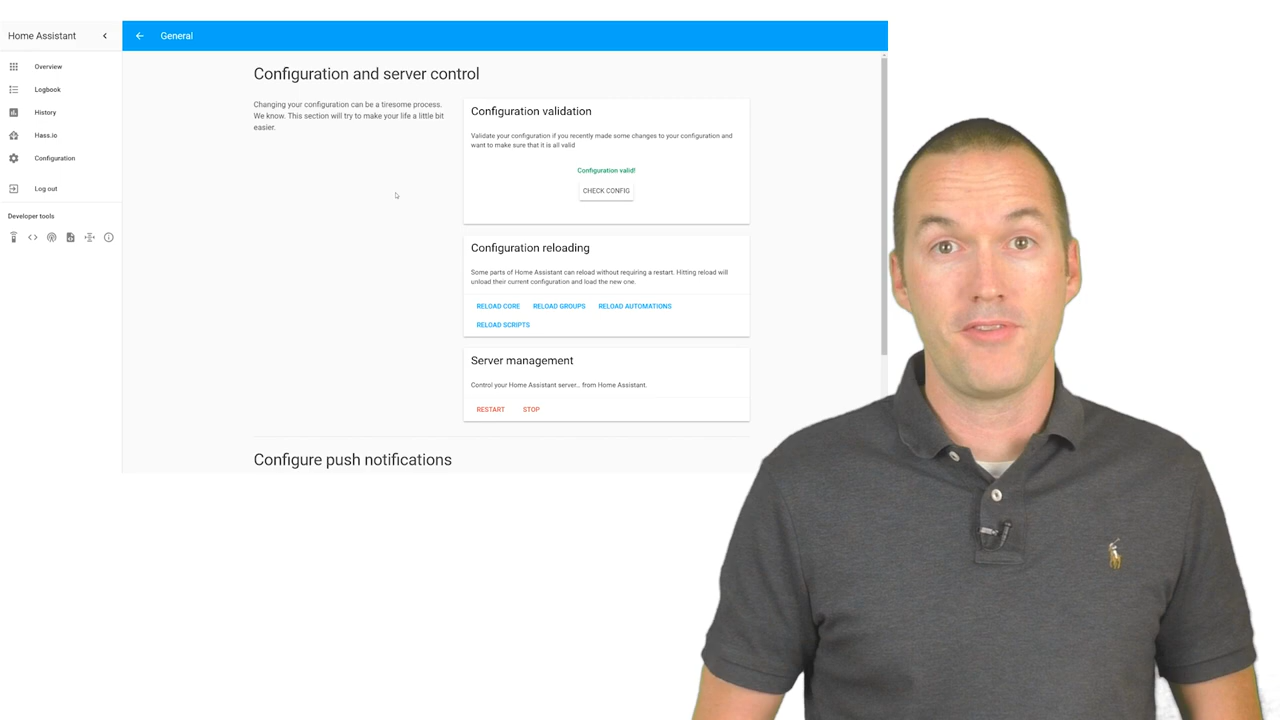 Home Assistant
General
Overview
Logbook
History
Hass.io
Configuration
Log out
Developer tools
Configuration and server control
Changing your configuration can be a tiresome process.
We know. This section will try to make your life a little bit
easier.
Configuration validation
Validate your configuration if you recently made some changes to your configuration and
want to make sure that it is all valid
Configuration valid!
CHECK CONFIG
Configuration reloading
Some parts of Home Assistant can reload without requiring a restart. Hitting reload will
unload their current configuration and load the new one.
RELOAD CORE RELOAD GROUPS RELOAD AUTOMATIONS
RELOAD SCRIPTS
Server management
Control your Home Assistant server... from Home Assistant.
RESTART STOP
Configure push notifications